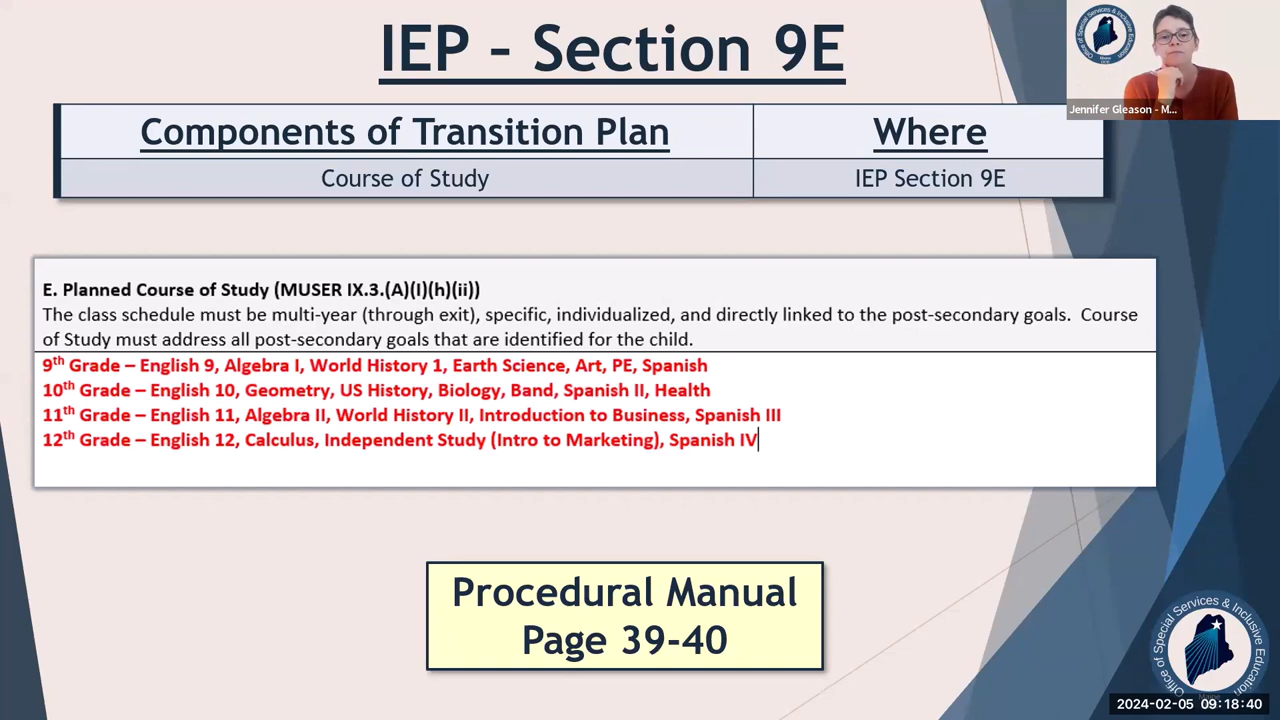 IEP – Section 9E
Components of Transition Plan
Where
Course of Study
IEP Section 9E
Jennifer Gleason - M...
E. Planned Course of Study (MUSER IX.3.(A)(I)(h)(ii))
The class schedule must be multi-year (through exit), specific, individualized, and directly linked to the post-secondary goals.  Course
of Study must address all post-secondary goals that are identified for the child.
9th Grade – English 9, Algebra I, World History 1, Earth Science, Art, PE, Spanish
10th Grade – English 10, Geometry, US History, Biology, Band, Spanish II, Health
11th Grade – English 11, Algebra II, World History II, Introduction to Business, Spanish III
12th Grade – English 12, Calculus, Independent Study (Intro to Marketing), Spanish IV
Procedural Manual
Page 39-40
Office of Special Services & Inclusive Education
Maine
2024-02-05 09:18:40